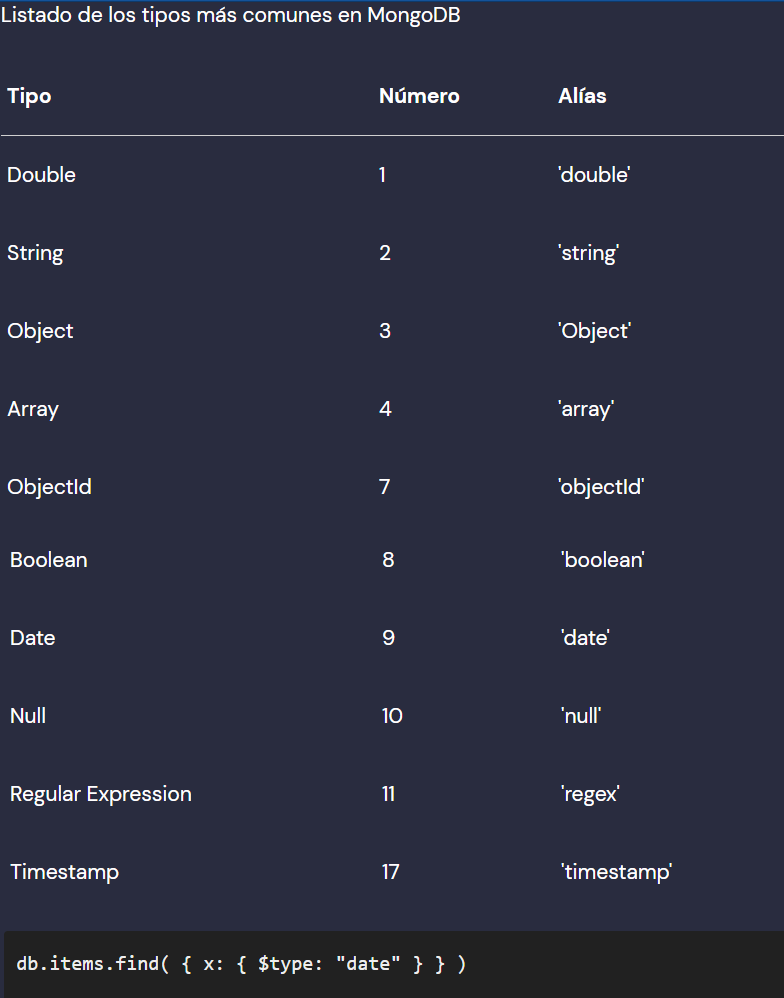 Listado de los tipos más comunes en MongoDB
Tipo Número Alías
Double 1 'double'
String 2 'string'
Object 3 'Object'
Array 4 'array'
ObjectId 7 'objectId'
Boolean 8 'boolean'
Date 9 'date'
Null 10 'null'
Regular Expression 11 'regex'
Timestamp 17 'timestamp'
db.items.find( { x: { $type: "date" } } )